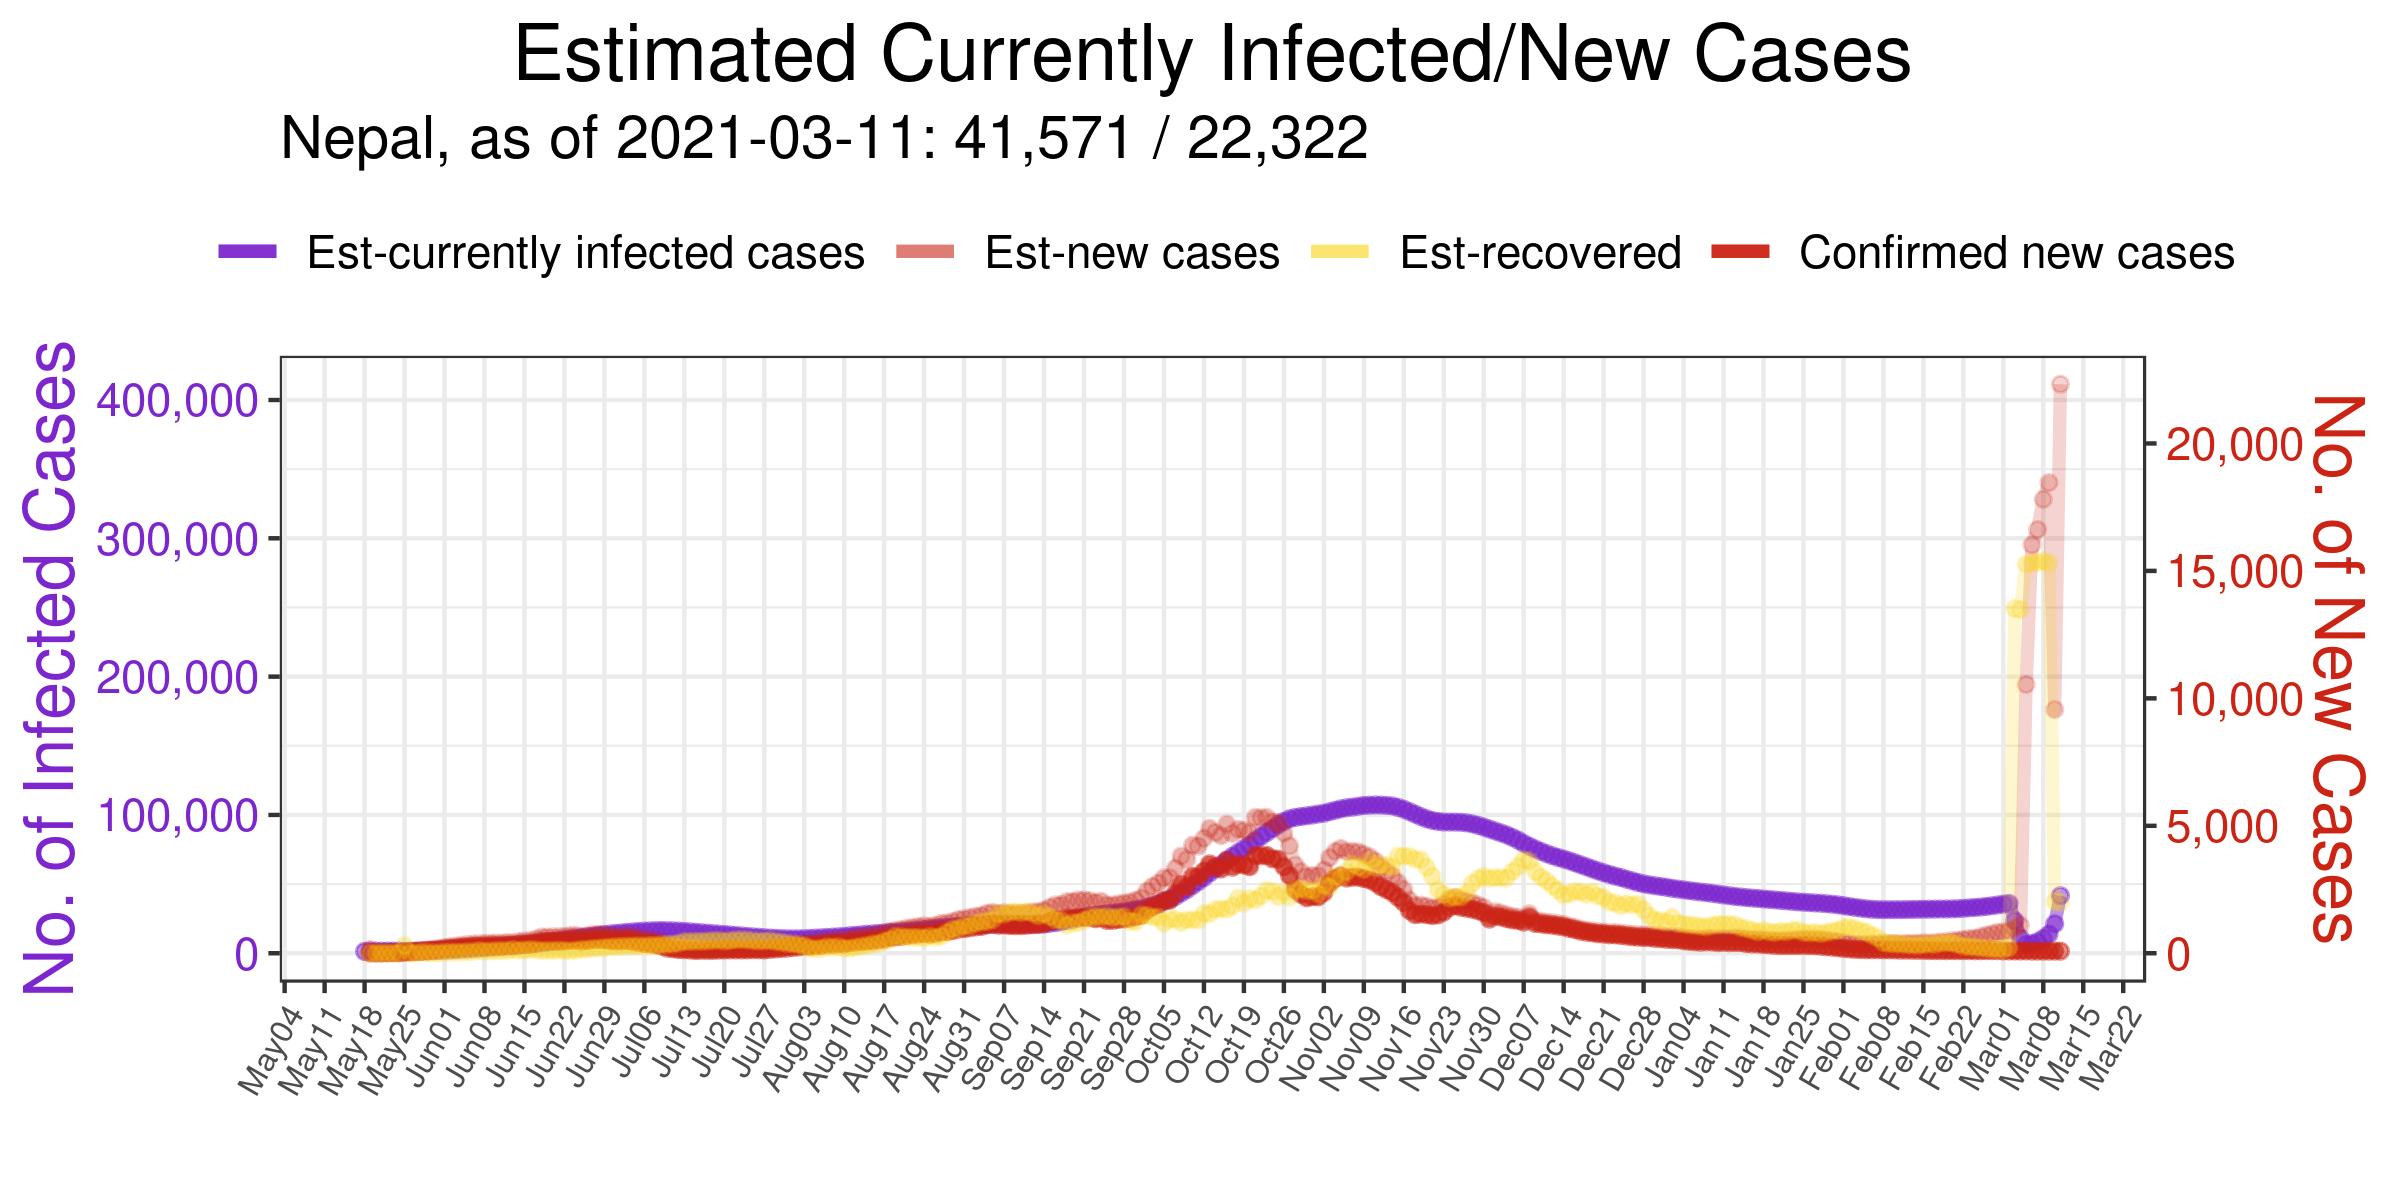 Estimated Currently Infected/New Cases
Nepal, as of 2021-03-11: 41,571 / 22,322
Est-currently infected cases Est-new cases Est-recovered Confirmed new cases
No. of Infected Cases
400,000
300,000
200,000
100,000
0
20,000
15,000
10,000
5,000
0
No. of New Cases
May04 May11 May18 May25 Jun01 Jun08 Jun15 Jun22 Jun29 Jul06 Jul13 Jul20 Jul27 Aug03 Aug10 Aug17 Aug24 Aug31 Sep07 Sep14 Sep21 Sep28 Oct05 Oct12 Oct19 Oct26 Nov02 Nov09 Nov16 Nov23 Nov30 Dec07 Dec14 Dec21 Dec28 Jan04 Jan11 Jan18 Jan25 Feb01 Feb08 Feb15 Feb22 Mar01 Mar08 Mar15 Mar22